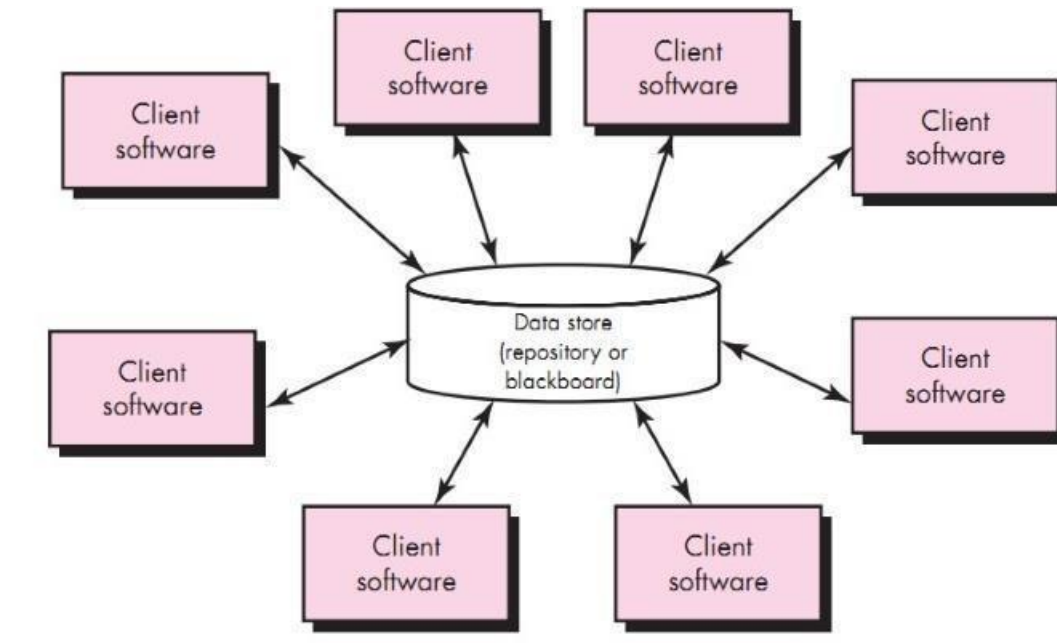 Client
software
Client
software
Client
software
Client
software
Data store
(repository or
blackboard)
Client
software
Client
software
Client
software
Client
software